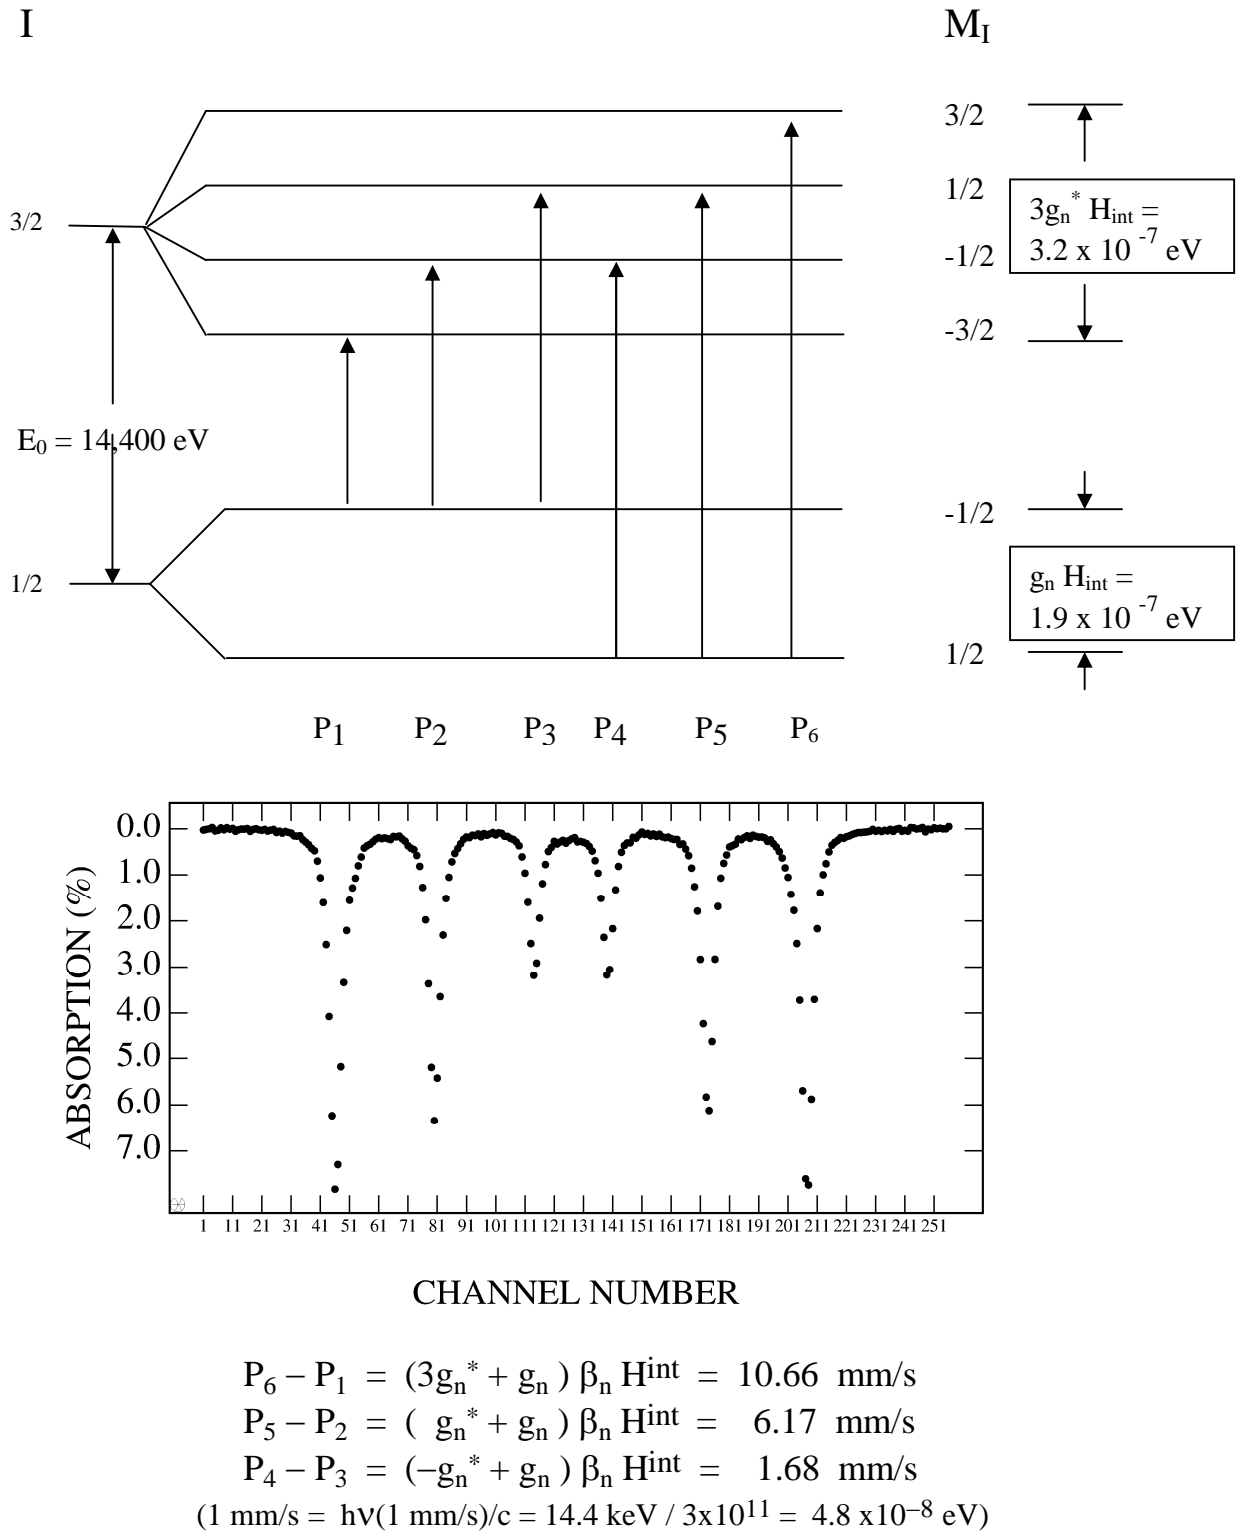 I M_I
3/2
3/2
1/2
3g_n^* H_int =
3.2 x 10^-7 eV
-1/2
-3/2
E_0 = 14,400 eV
-1/2
1/2
g_n H_int =
1.9 x 10^-7 eV
1/2
P_1 P_2 P_3 P_4 P_5 P_6
0.0
1.0
2.0
3.0
4.0
5.0
6.0
7.0
ABSORPTION (%)
1 11 21 31 41 51 61 71 81 91 101 111 121 131 141 151 161 171 181 191 201 211 221 231 241 251
CHANNEL NUMBER
P_6 – P_1 = (3g_n^* + g_n ) β_n H^int = 10.66 mm/s
P_5 – P_2 = ( g_n^* + g_n ) β_n H^int = 6.17 mm/s
P_4 – P_3 = (–g_n^* + g_n ) β_n H^int = 1.68 mm/s
(1 mm/s = hν(1 mm/s)/c = 14.4 keV / 3x10^11 = 4.8 x10^–8 eV)